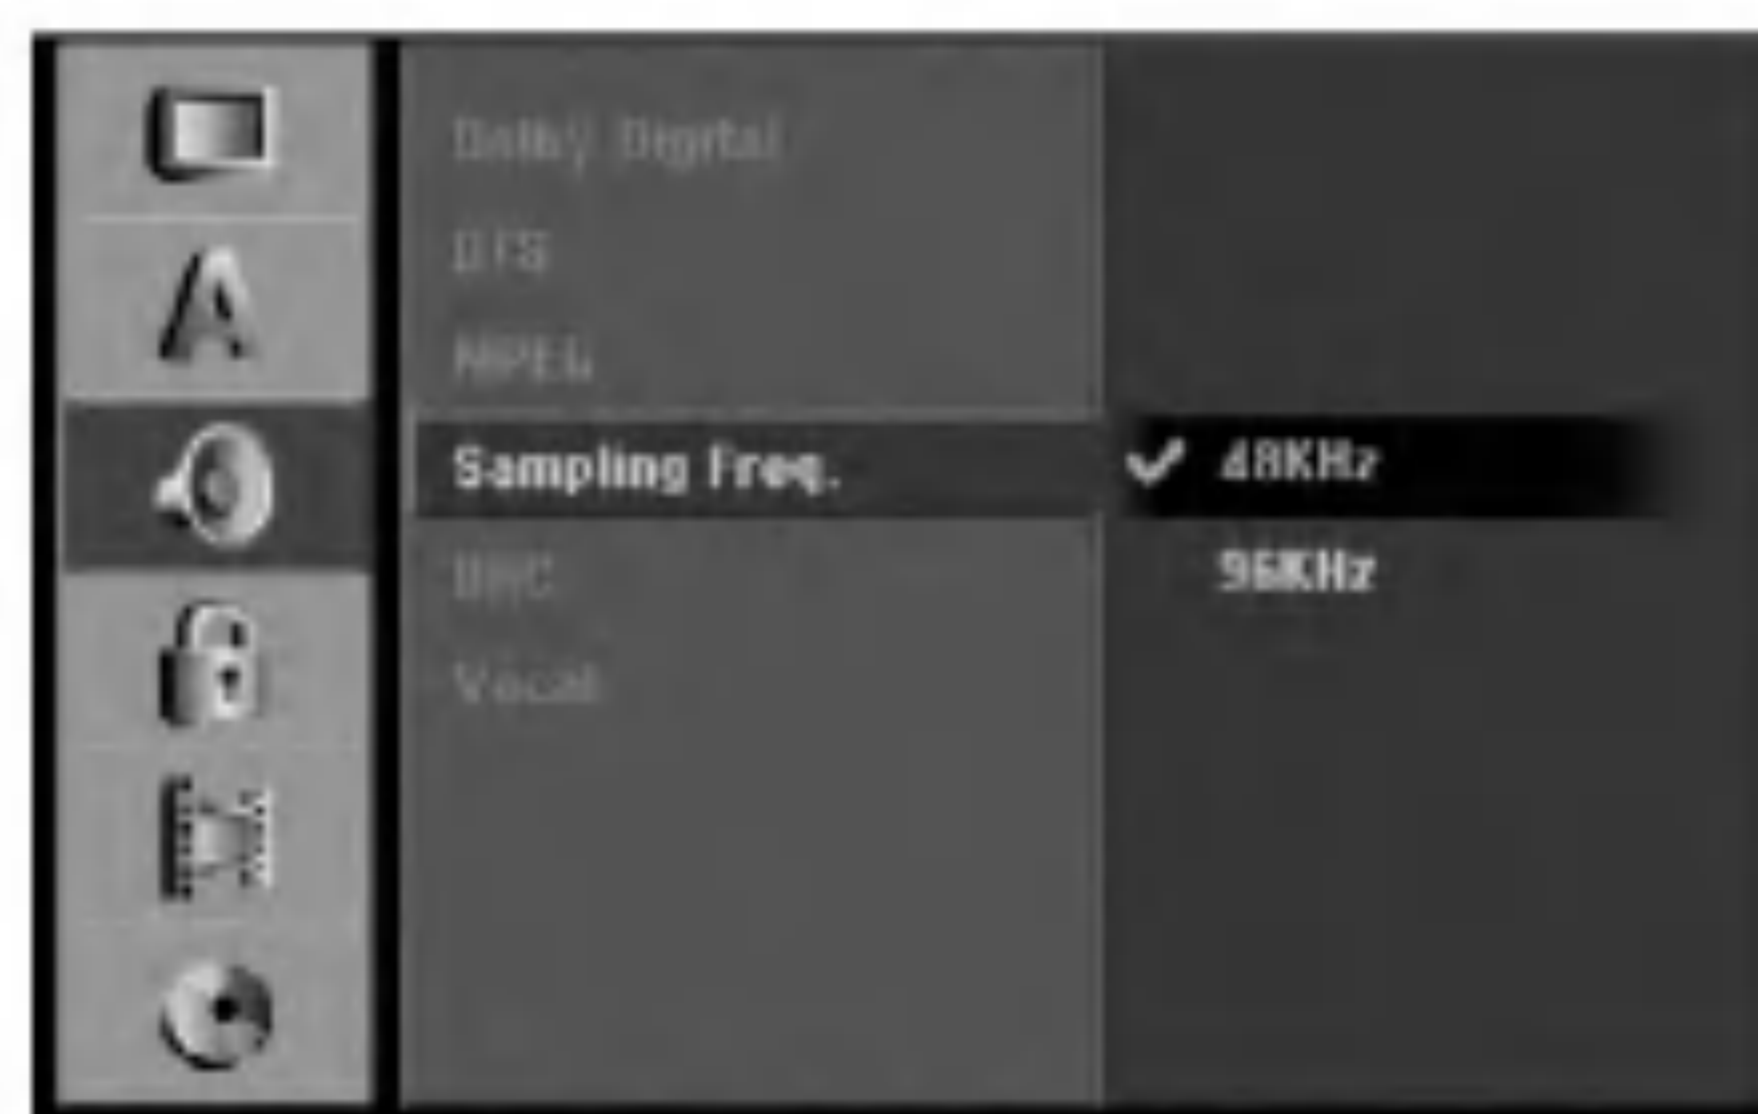 Dolby Digital
DTS
MPEG
Sampling Freq.
48KHz
96KHz
DRC
Vocal